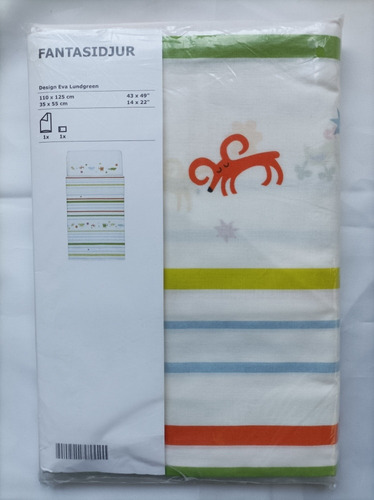 FANTASIDJUR
Design Eva Lundgreen
110 x 125 cm 43 x 49"
35 x 55 cm 14 x 22"
1x 1x